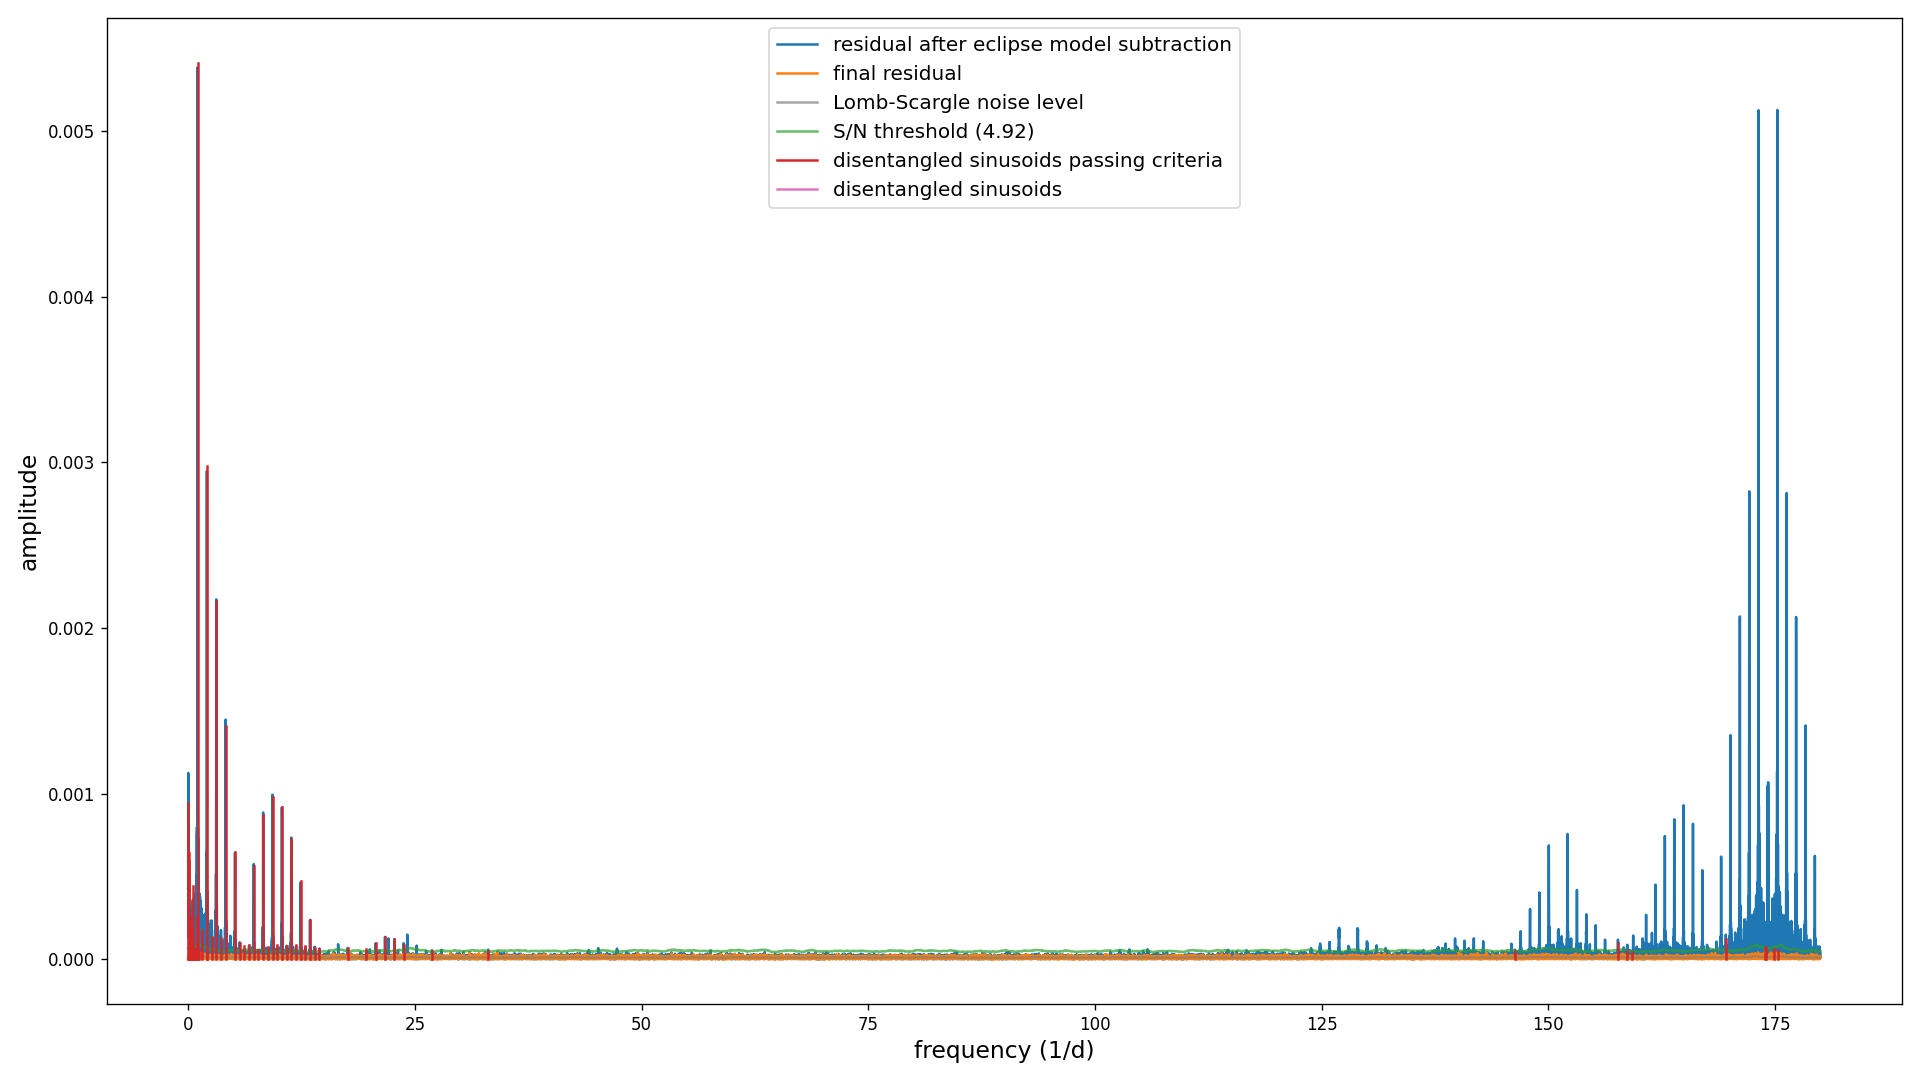 residual after eclipse model subtraction
final residual
Lomb-Scargle noise level
S/N threshold (4.92)
disentangled sinusoids passing criteria
disentangled sinusoids
amplitude
0.005
0.004
0.003
0.002
0.001
0.000
0 25 50 75 100 125 150 175
frequency (1/d)